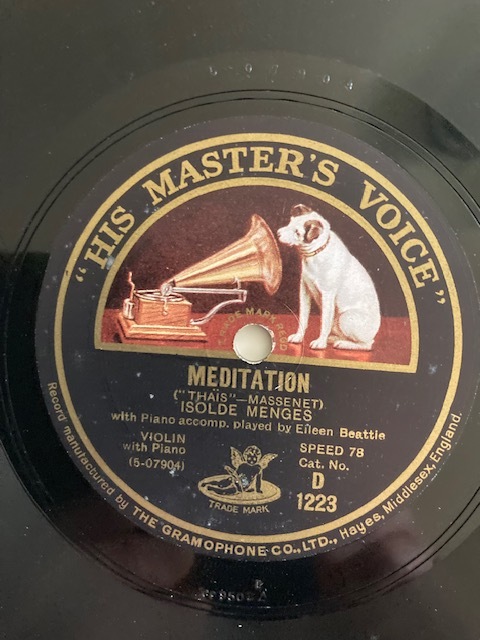 "HIS MASTER'S VOICE"
TRADE MARK REGD
MEDITATION
("THAÏS"—MASSENET)
ISOLDE MENGES
with Piano accomp. played by Eileen Beattie
VIOLIN
with Piano
(5-07904)
SPEED 78
Cat. No.
D
1223
TRADE MARK
Record manufactured by THE GRAMOPHONE CO., LTD., Hayes, Middlesex, England.